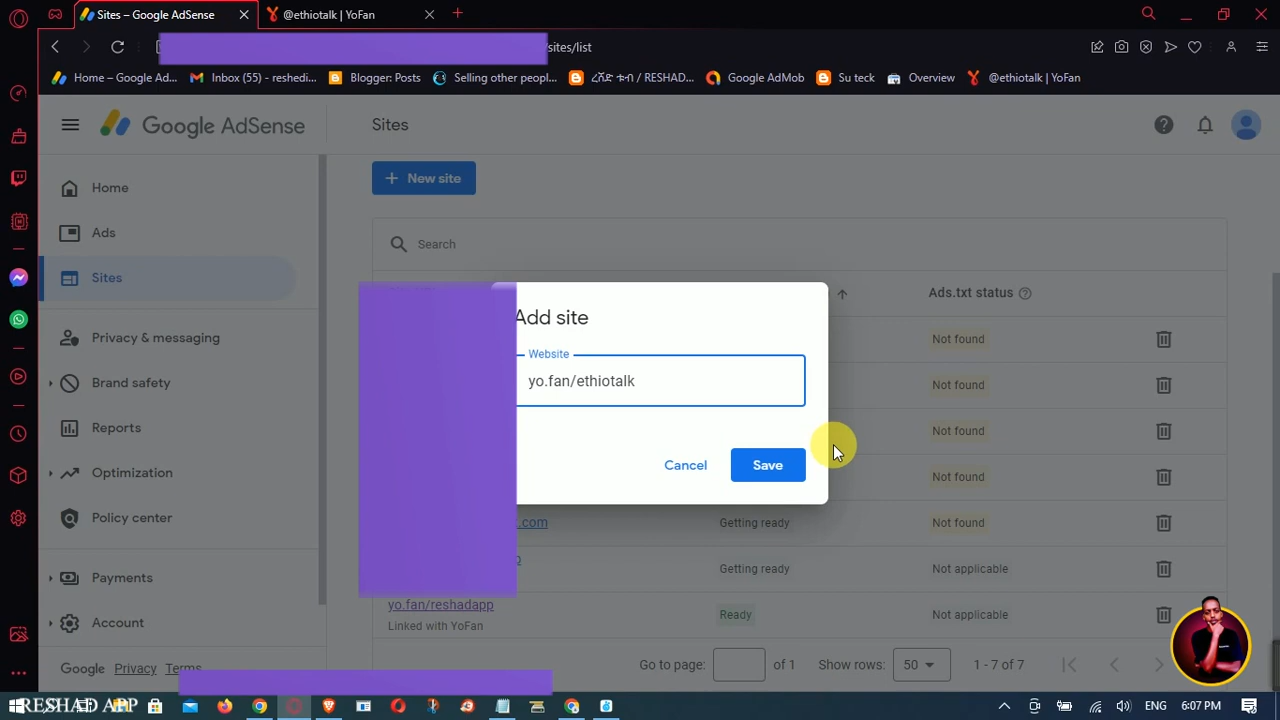 Sites – Google AdSense
@ethiotalk | YoFan
/sites/list
Home – Google Ad...
Inbox (55) - reshedi...
Blogger: Posts
Selling other peopl...
Google AdMob
Su teck
Overview
@ethiotalk | YoFan
Google AdSense
Sites
Home
Ads
Sites
Privacy & messaging
Brand safety
Reports
Optimization
Policy center
Payments
Account
Google Privacy Terms
+ New site
Search
Ads.txt status
Not found
Not found
Not found
Not found
.com
Getting ready
Not found
Getting ready
Not applicable
yo.fan/reshadapp
Linked with YoFan
Ready
Not applicable
Add site
Website
yo.fan/ethiotalk
Cancel
Save
Go to page:
of 1
Show rows:
50
1 - 7 of 7
RESHAD APP
ENG
6:07 PM